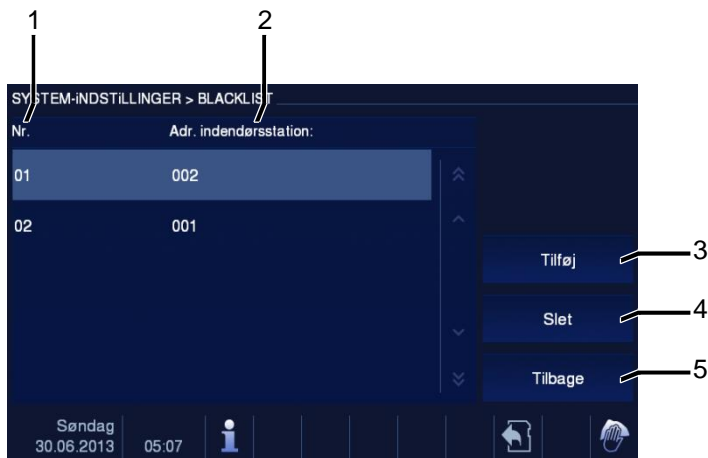 1 2
SYSTEM-iNDSTiLLINGER > BLACKLIST
Nr. Adr. indendørsstation:
01 002
02 001
Tilføj 3
Slet 4
Tilbage 5
Søndag
30.06.2013 05:07